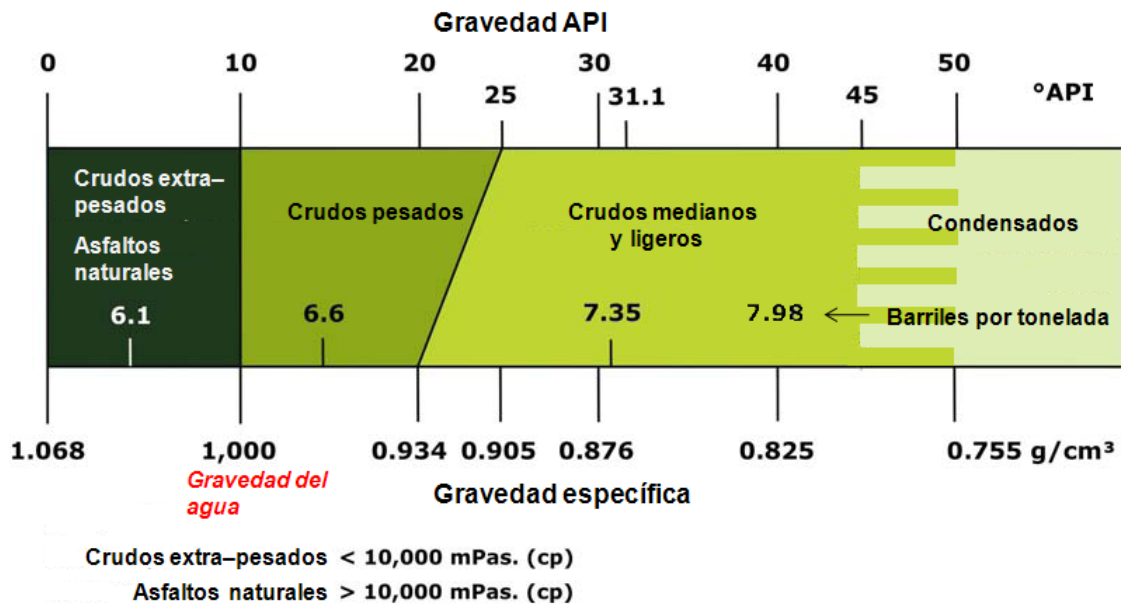 Gravedad API
0 10 20 30 40 50
25 31.1 45 °API
Crudos extra–
pesados
Asfaltos
naturales
Crudos pesados
Crudos medianos
y ligeros
Condensados
6.1 6.6 7.35 7.98 ← Barriles por tonelada
1.068 1,000 0.934 0.905 0.876 0.825 0.755 g/cm³
Gravedad del
agua
Gravedad específica
Crudos extra–pesados < 10,000 mPas. (cp)
Asfaltos naturales > 10,000 mPas. (cp)